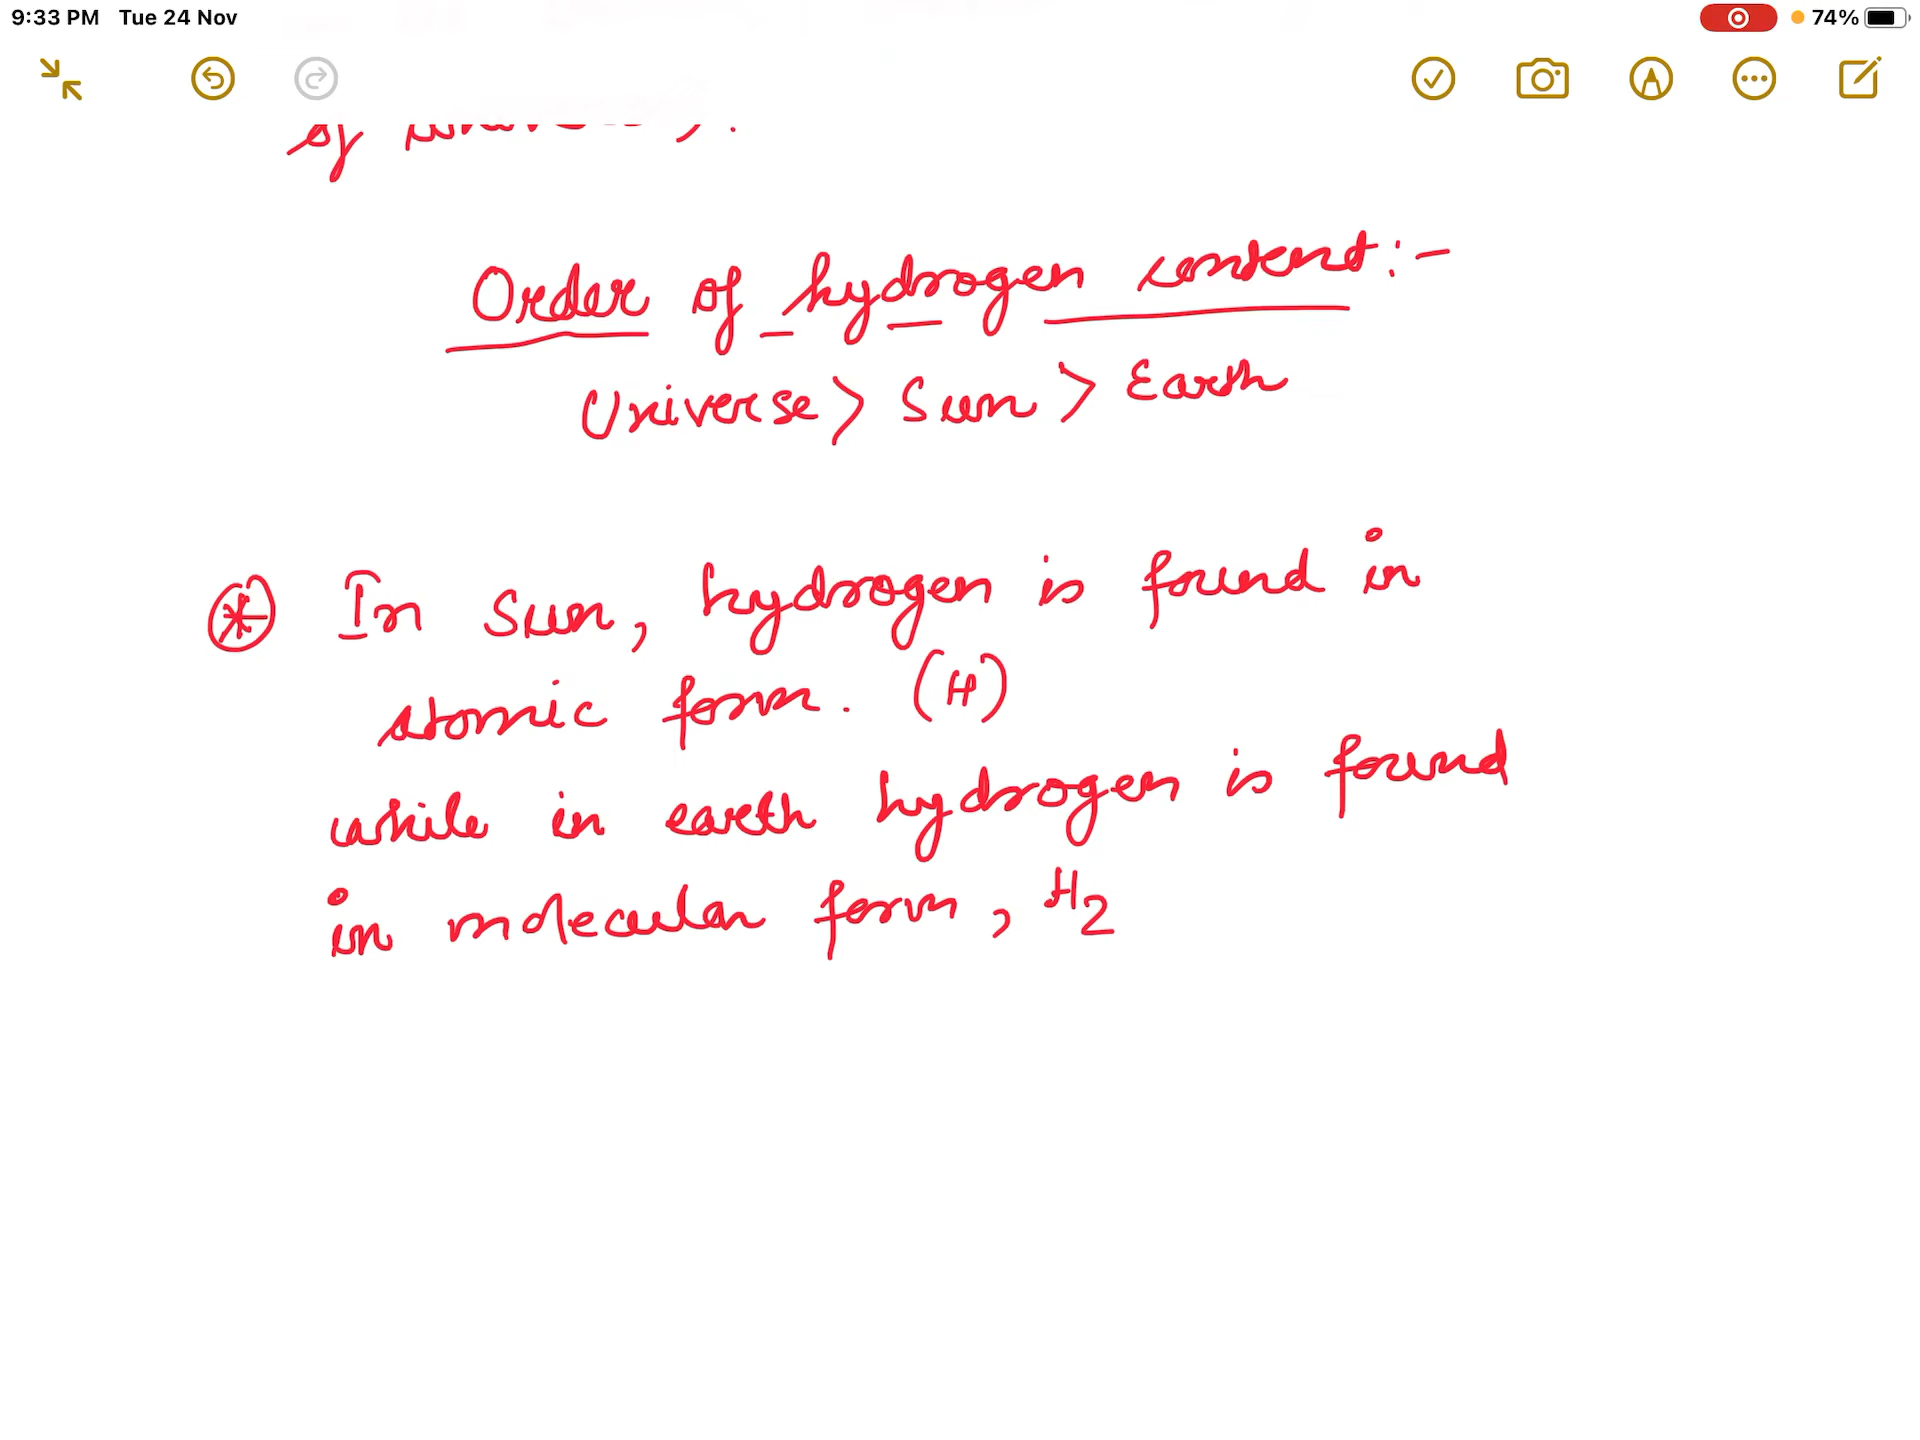 9:33 PM Tue 24 Nov
74%
of
Order of hydrogen content:-
Universe > Sun > Earth
* In Sun, hydrogen is found in
atomic form. (H)
while in earth hydrogen is found
in molecular form, H2